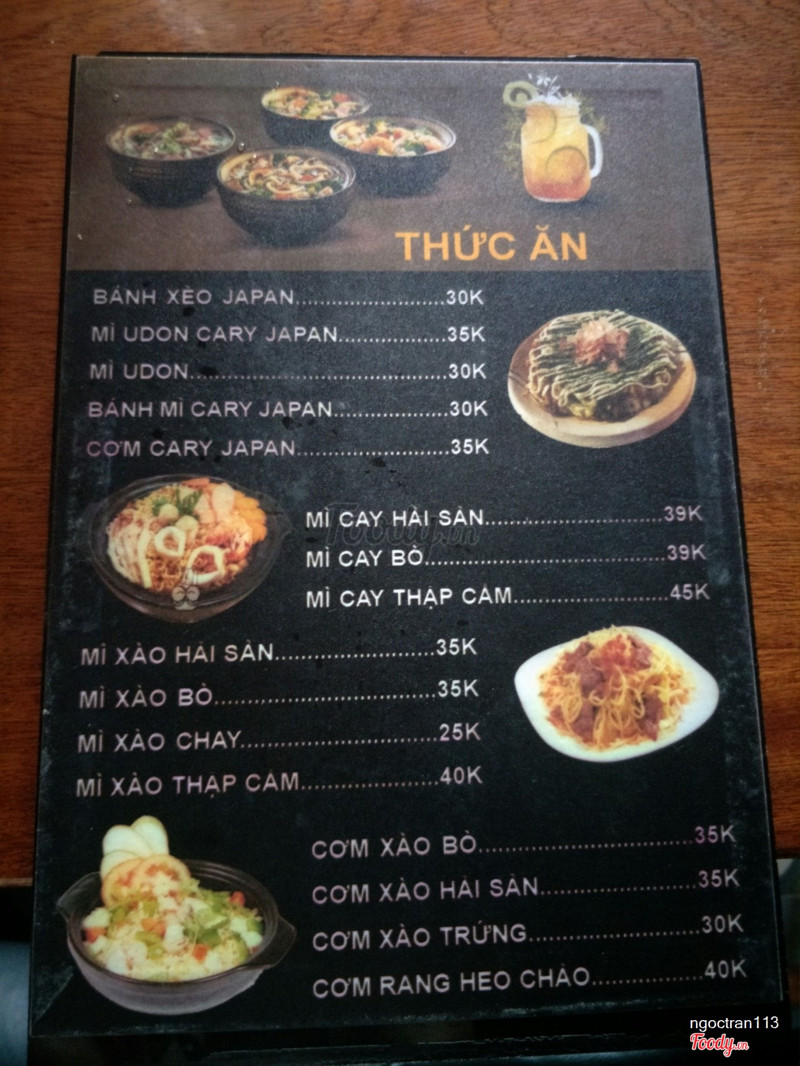 THỨC ĂN
BÁNH XÈO JAPAN.........................30K
MÌ UDON CARY JAPAN..................35K
MÌ UDON...........................................30K
BÁNH MÌ CARY JAPAN...................30K
CƠM CARY JAPAN.........................35K
MÌ CAY HẢI SẢN.............................39K
MÌ CAY BÒ.......................................39K
MÌ CAY THẬP CẨM.........................45K
MÌ XÀO HẢI SẢN..........................35K
MÌ XÀO BÒ....................................35K
MÌ XÀO CHAY................................25K
MÌ XÀO THẬP CẨM......................40K
CƠM XÀO BÒ.................................35K
CƠM XÀO HẢI SẢN........................35K
CƠM XÀO TRỨNG..........................30K
CƠM RANG HEO CHẢO.................40K
Foody.vn
ngoctran113
Foody.vn